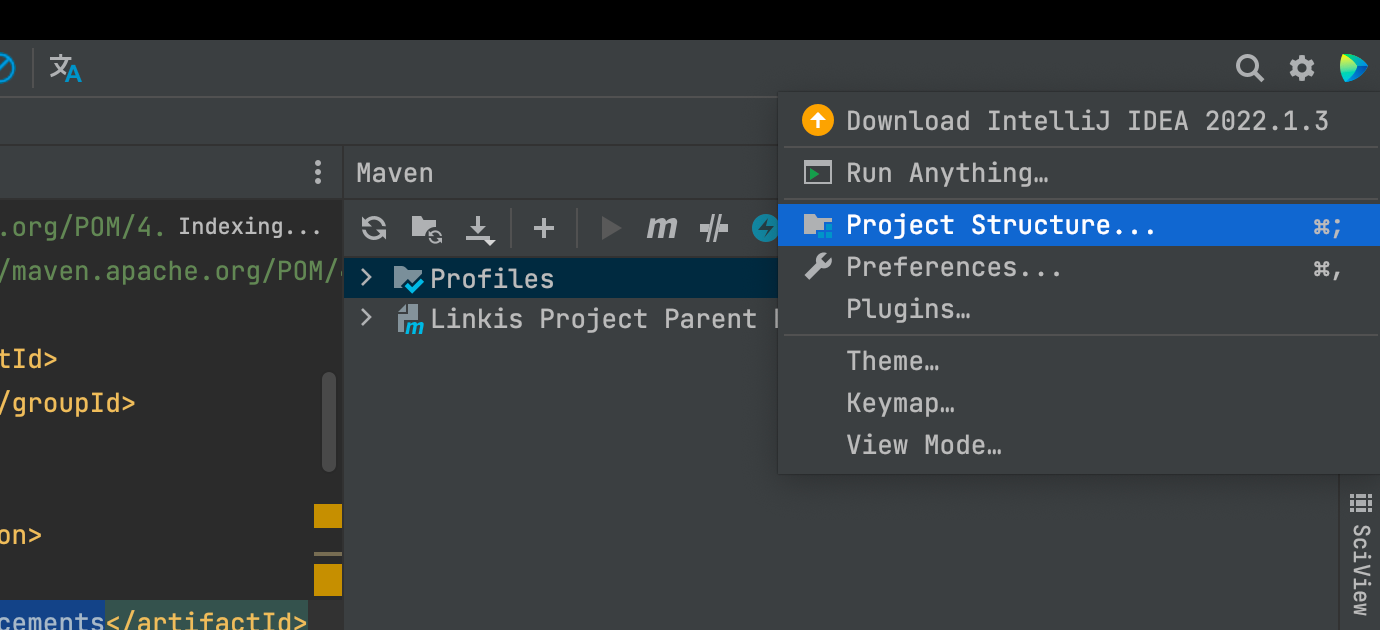 Download IntelliJ IDEA 2022.1.3
Run Anything…
Project Structure... ⌘;
Preferences... ⌘,
Plugins…
Theme…
Keymap…
View Mode…
Maven
Profiles
Linkis Project Parent
.org/POM/4. Indexing...
/maven.apache.org/POM/
tId>
/groupId>
on>
cements</artifactId>
SciView